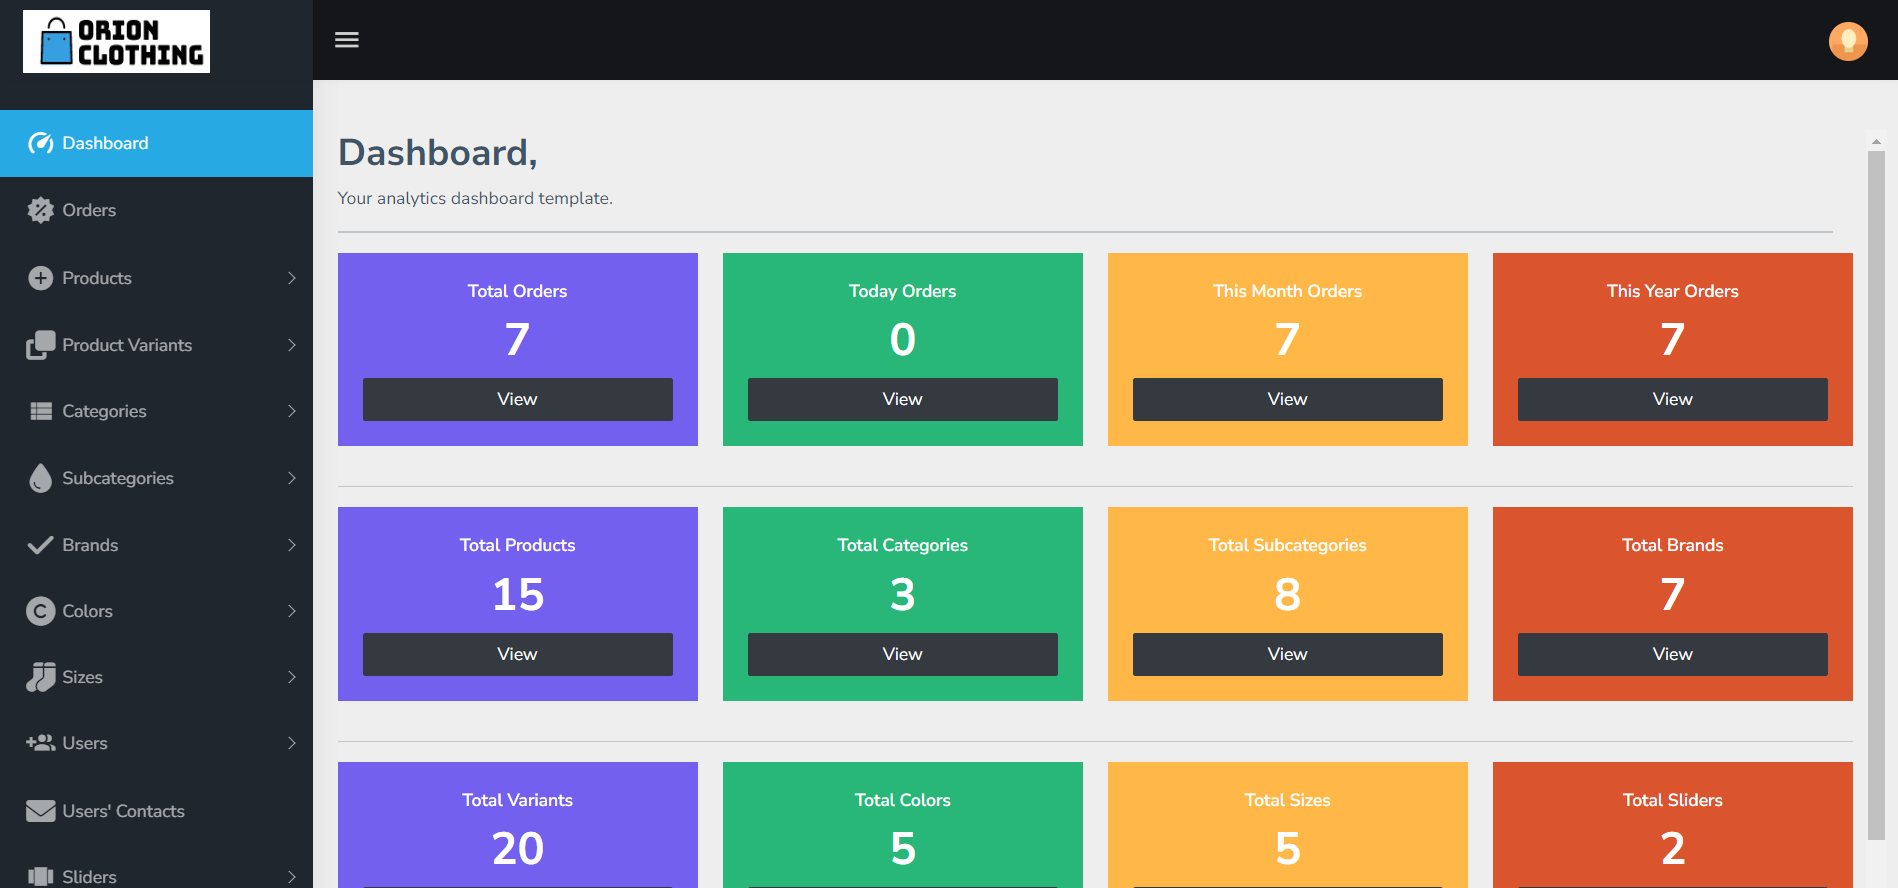 ORION
CLOTHING
Dashboard
Orders
Products
Product Variants
Categories
Subcategories
Brands
Colors
Sizes
Users
Users' Contacts
Sliders
Dashboard,
Your analytics dashboard template.
Total Orders
7
View
Today Orders
0
View
This Month Orders
7
View
This Year Orders
7
View
Total Products
15
View
Total Categories
3
View
Total Subcategories
8
View
Total Brands
7
View
Total Variants
20
Total Colors
5
Total Sizes
5
Total Sliders
2